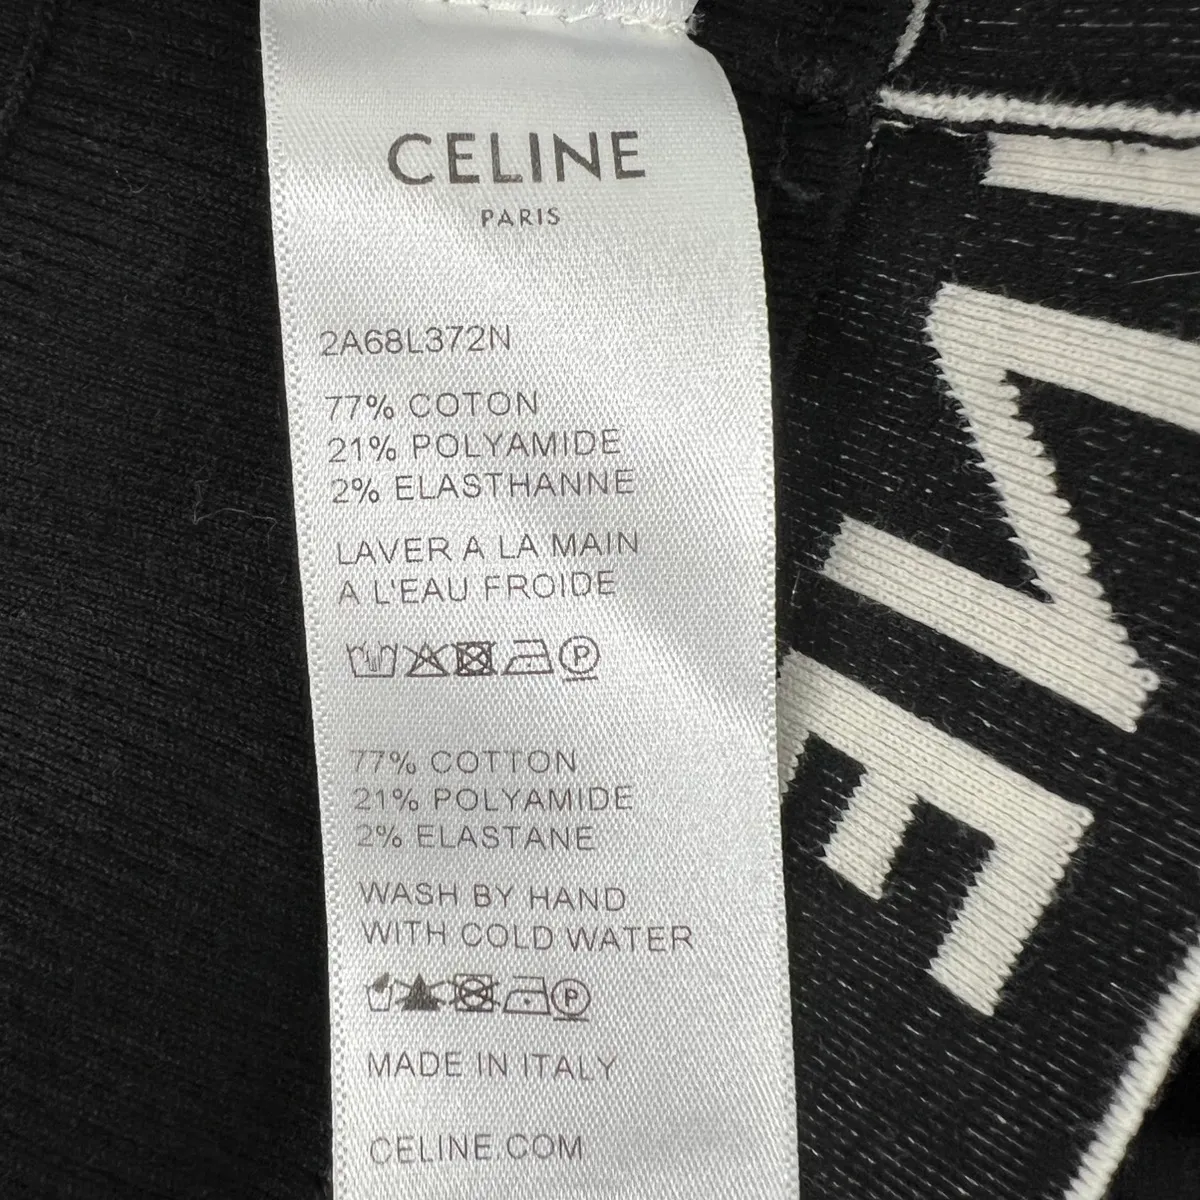 CELINE
PARIS
2A68L372N
77% COTON
21% POLYAMIDE
2% ELASTHANNE
LAVER A LA MAIN
A L'EAU FROIDE
P
77% COTTON
21% POLYAMIDE
2% ELASTANE
WASH BY HAND
WITH COLD WATER
P
MADE IN ITALY
CELINE.COM
INE